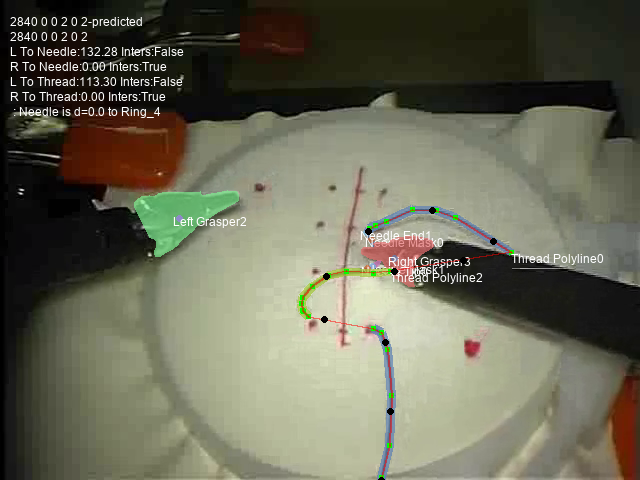 2840 0 0 2 0 2-predicted
2840 0 0 2 0 2
L To Needle:132.28 Inters:False
R To Needle:0.00 Inters:True
L To Thread:113.30 Inters:False
R To Thread:0.00 Inters:True
: Needle is d=0.0 to Ring_4
Left Grasper2
Needle End1
Needle Mask0
Right Grasper3
Thread Polyline0
Thread Polyline2